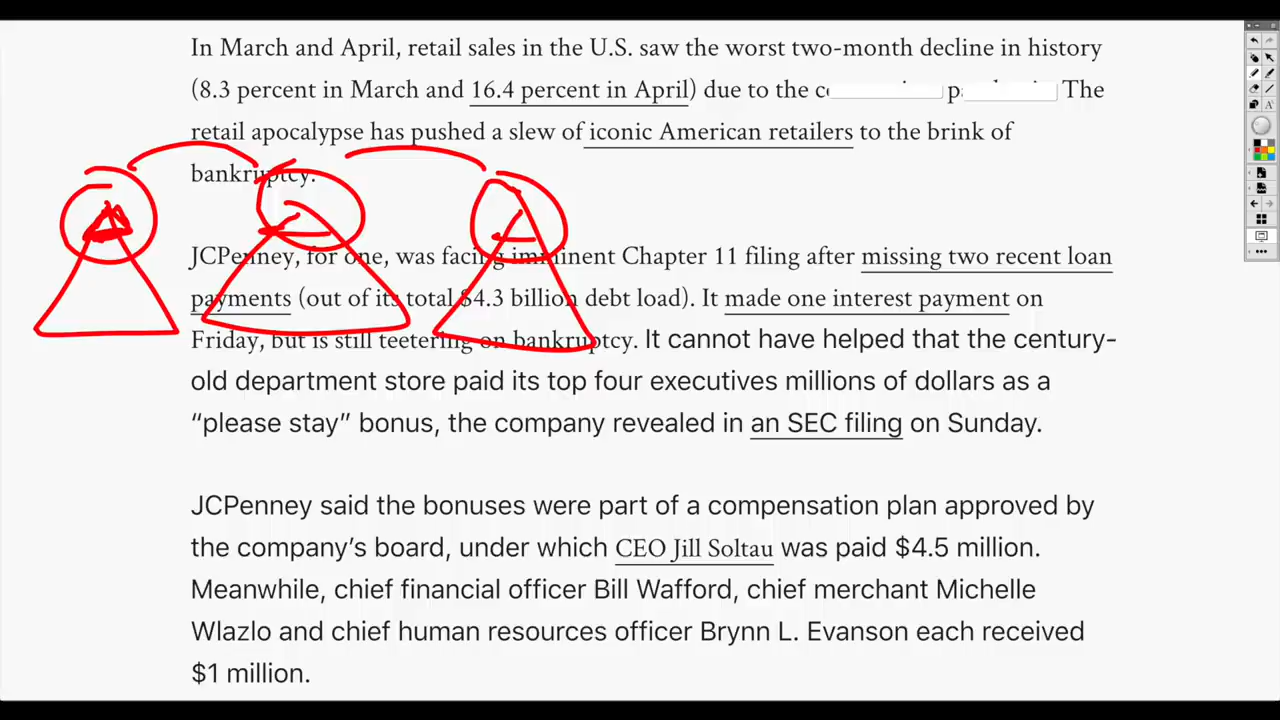 In March and April, retail sales in the U.S. saw the worst two-month decline in history
(8.3 percent in March and 16.4 percent in April) due to the The
retail apocalypse has pushed a slew of iconic American retailers to the brink of
bankruptcy.
JCPenney, for one, was facing imminent Chapter 11 filing after missing two recent loan
payments (out of its total $4.3 billion debt load). It made one interest payment on
Friday, but is still teetering on bankruptcy. It cannot have helped that the century-
old department store paid its top four executives millions of dollars as a
“please stay” bonus, the company revealed in an SEC filing on Sunday.
JCPenney said the bonuses were part of a compensation plan approved by
the company’s board, under which CEO Jill Soltau was paid $4.5 million.
Meanwhile, chief financial officer Bill Wafford, chief merchant Michelle
Wlazlo and chief human resources officer Brynn L. Evanson each received
$1 million.